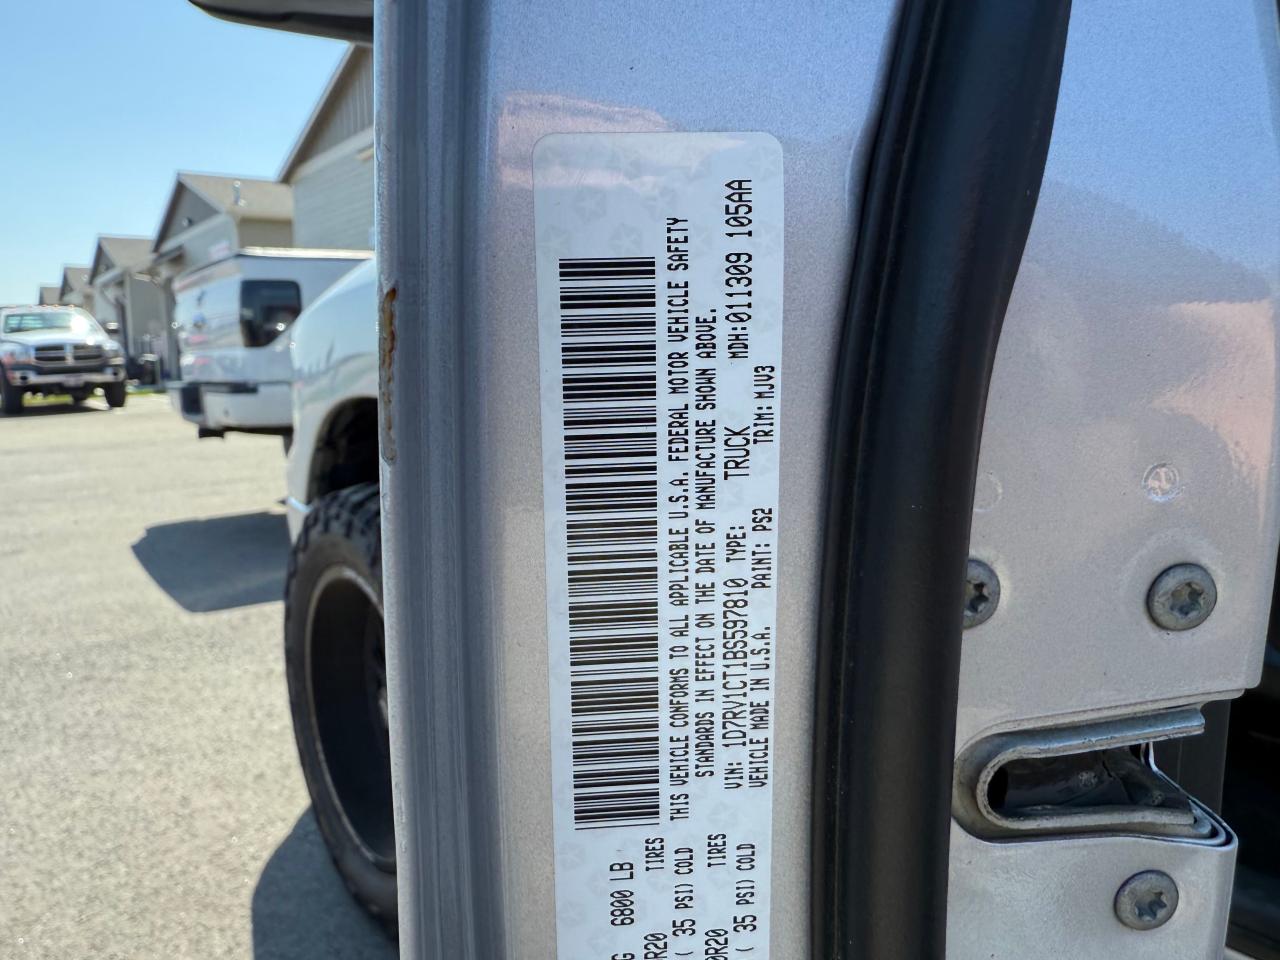 6800 LB
0R20 TIRES
( 35 PSI) COLD
0R20 TIRES
( 35 PSI) COLD
THIS VEHICLE CONFORMS TO ALL APPLICABLE U.S.A. FEDERAL MOTOR VEHICLE SAFETY
STANDARDS IN EFFECT ON THE DATE OF MANUFACTURE SHOWN ABOVE.
VIN: 1D7RV1CT1BS597810 TYPE: TRUCK MDH:011309 105AA
VEHICLE MADE IN U.S.A. PAINT: PS2 TRIM: MJV3